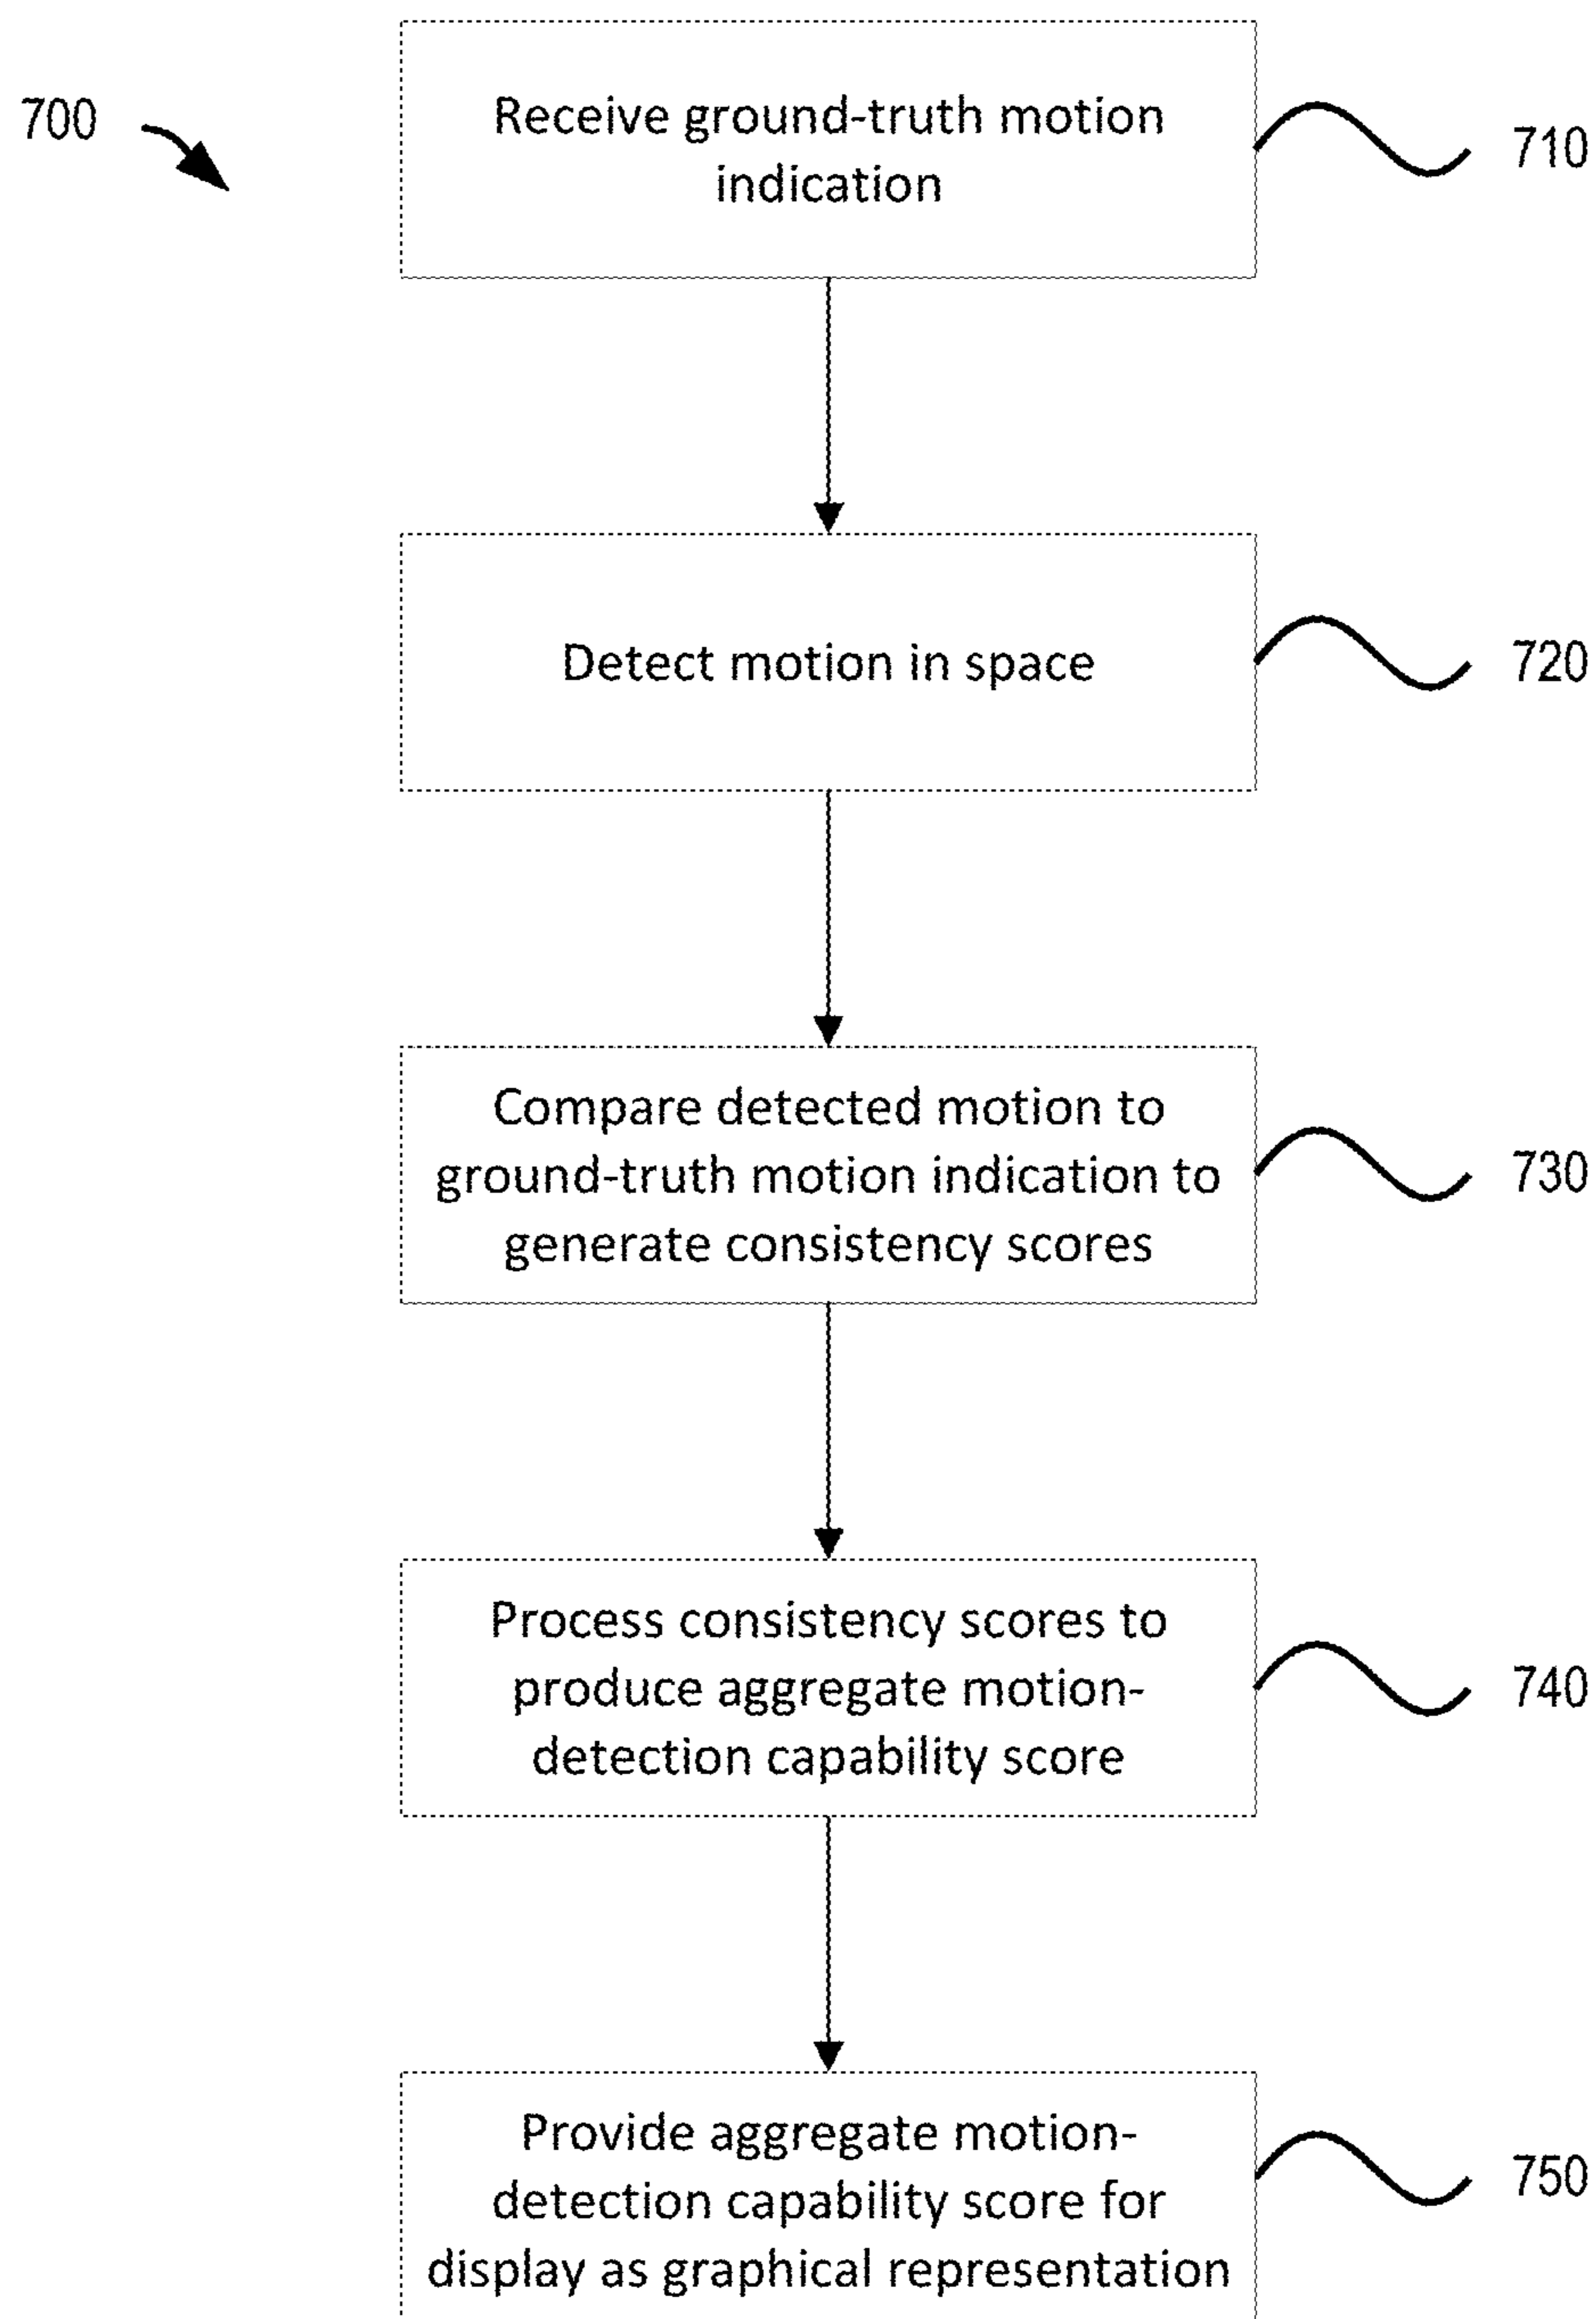 700
Receive ground-truth motion
indication
710
Detect motion in space
720
Compare detected motion to
ground-truth motion indication to
generate consistency scores
730
Process consistency scores to
produce aggregate motion-
detection capability score
740
Provide aggregate motion-
detection capability score for
display as graphical representation
750